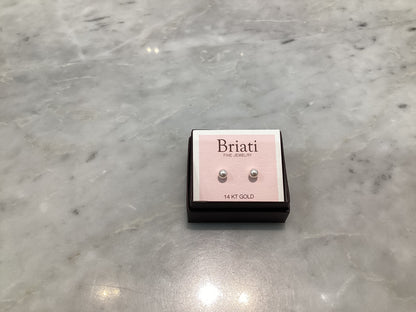 Briati
FINE JEWELRY
14 KT GOLD